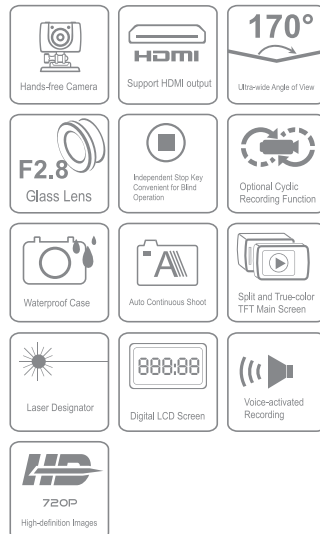 Hands-free Camera
HDMI
Support HDMI output
170°
Ultra-wide Angle of View
F2.8
Glass Lens
Independent Stop Key
Convenient for Blind
Operation
Optional Cyclic
Recording Function
Waterproof Case
A
Auto Continuous Shoot
Split and True-color
TFT Main Screen
Laser Designator
888:88
Digital LCD Screen
Voice-activated
Recording
HD
720P
High-definition Images